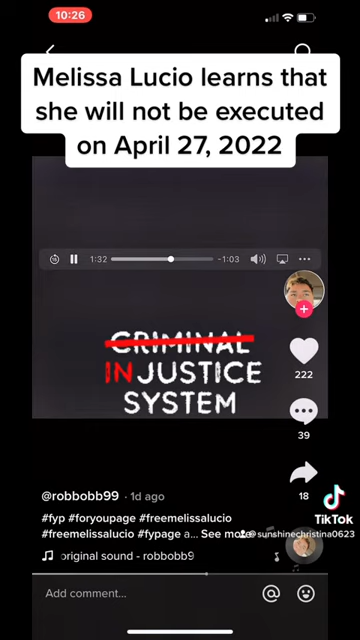 10:26
Melissa Lucio learns that
she will not be executed
on April 27, 2022
1:32
-1:03
CRIMINAL
INJUSTICE
SYSTEM
222
39
18
@robbobb99 · 1d ago
#fyp #foryoupage #freemelissalucio
#freemelissalucio #fypage a... See more
TikTok
@sunshinechristina0623
original sound - robbobb9
Add comment...